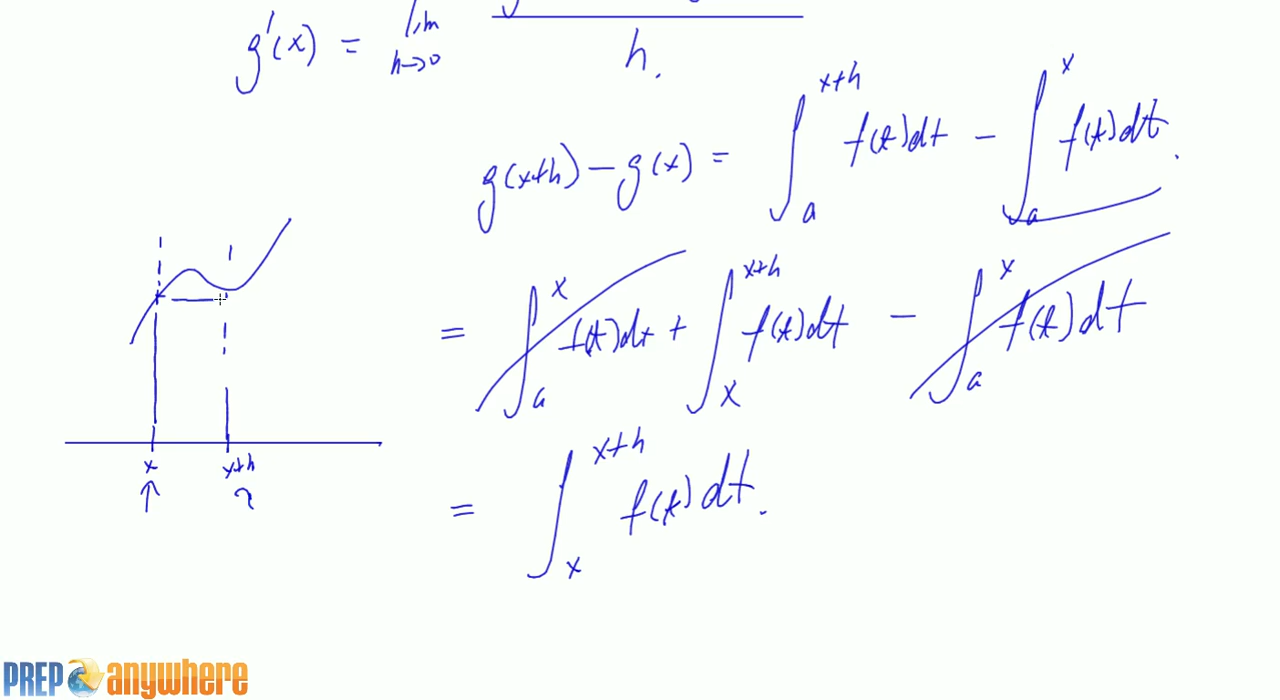 g'(x) = lim h→0 h.
g(x+h) − g(x) = ∫_a^{x+h} f(t)dt − ∫_a^x f(t)dt.
= ∫_a^x f(t)dt + ∫_x^{x+h} f(t)dt − ∫_a^x f(t)dt
= ∫_x^{x+h} f(t)dt.
x x+h
PREP anywhere